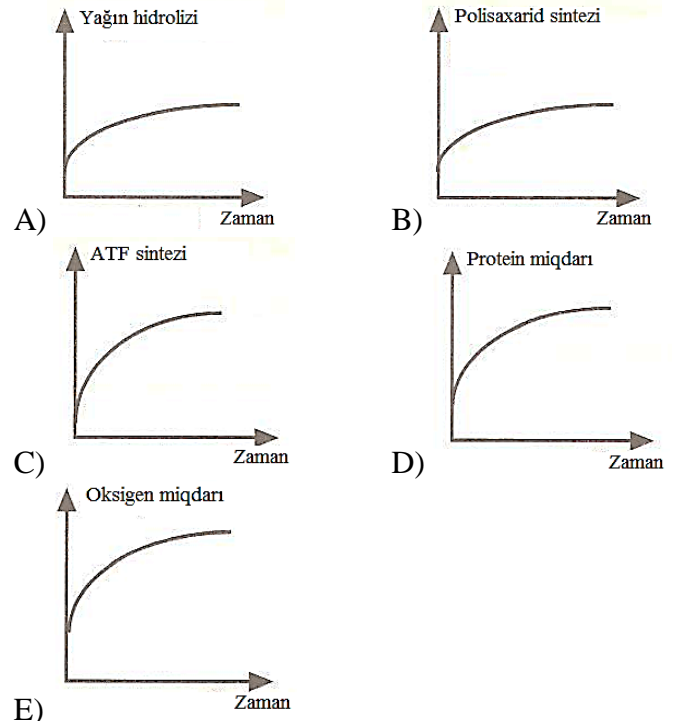 Yağın hidrolizi
Zaman
A)
Polisaxarid sintezi
Zaman
B)
ATF sintezi
Zaman
C)
Protein miqdarı
Zaman
D)
Oksigen miqdarı
Zaman
E)